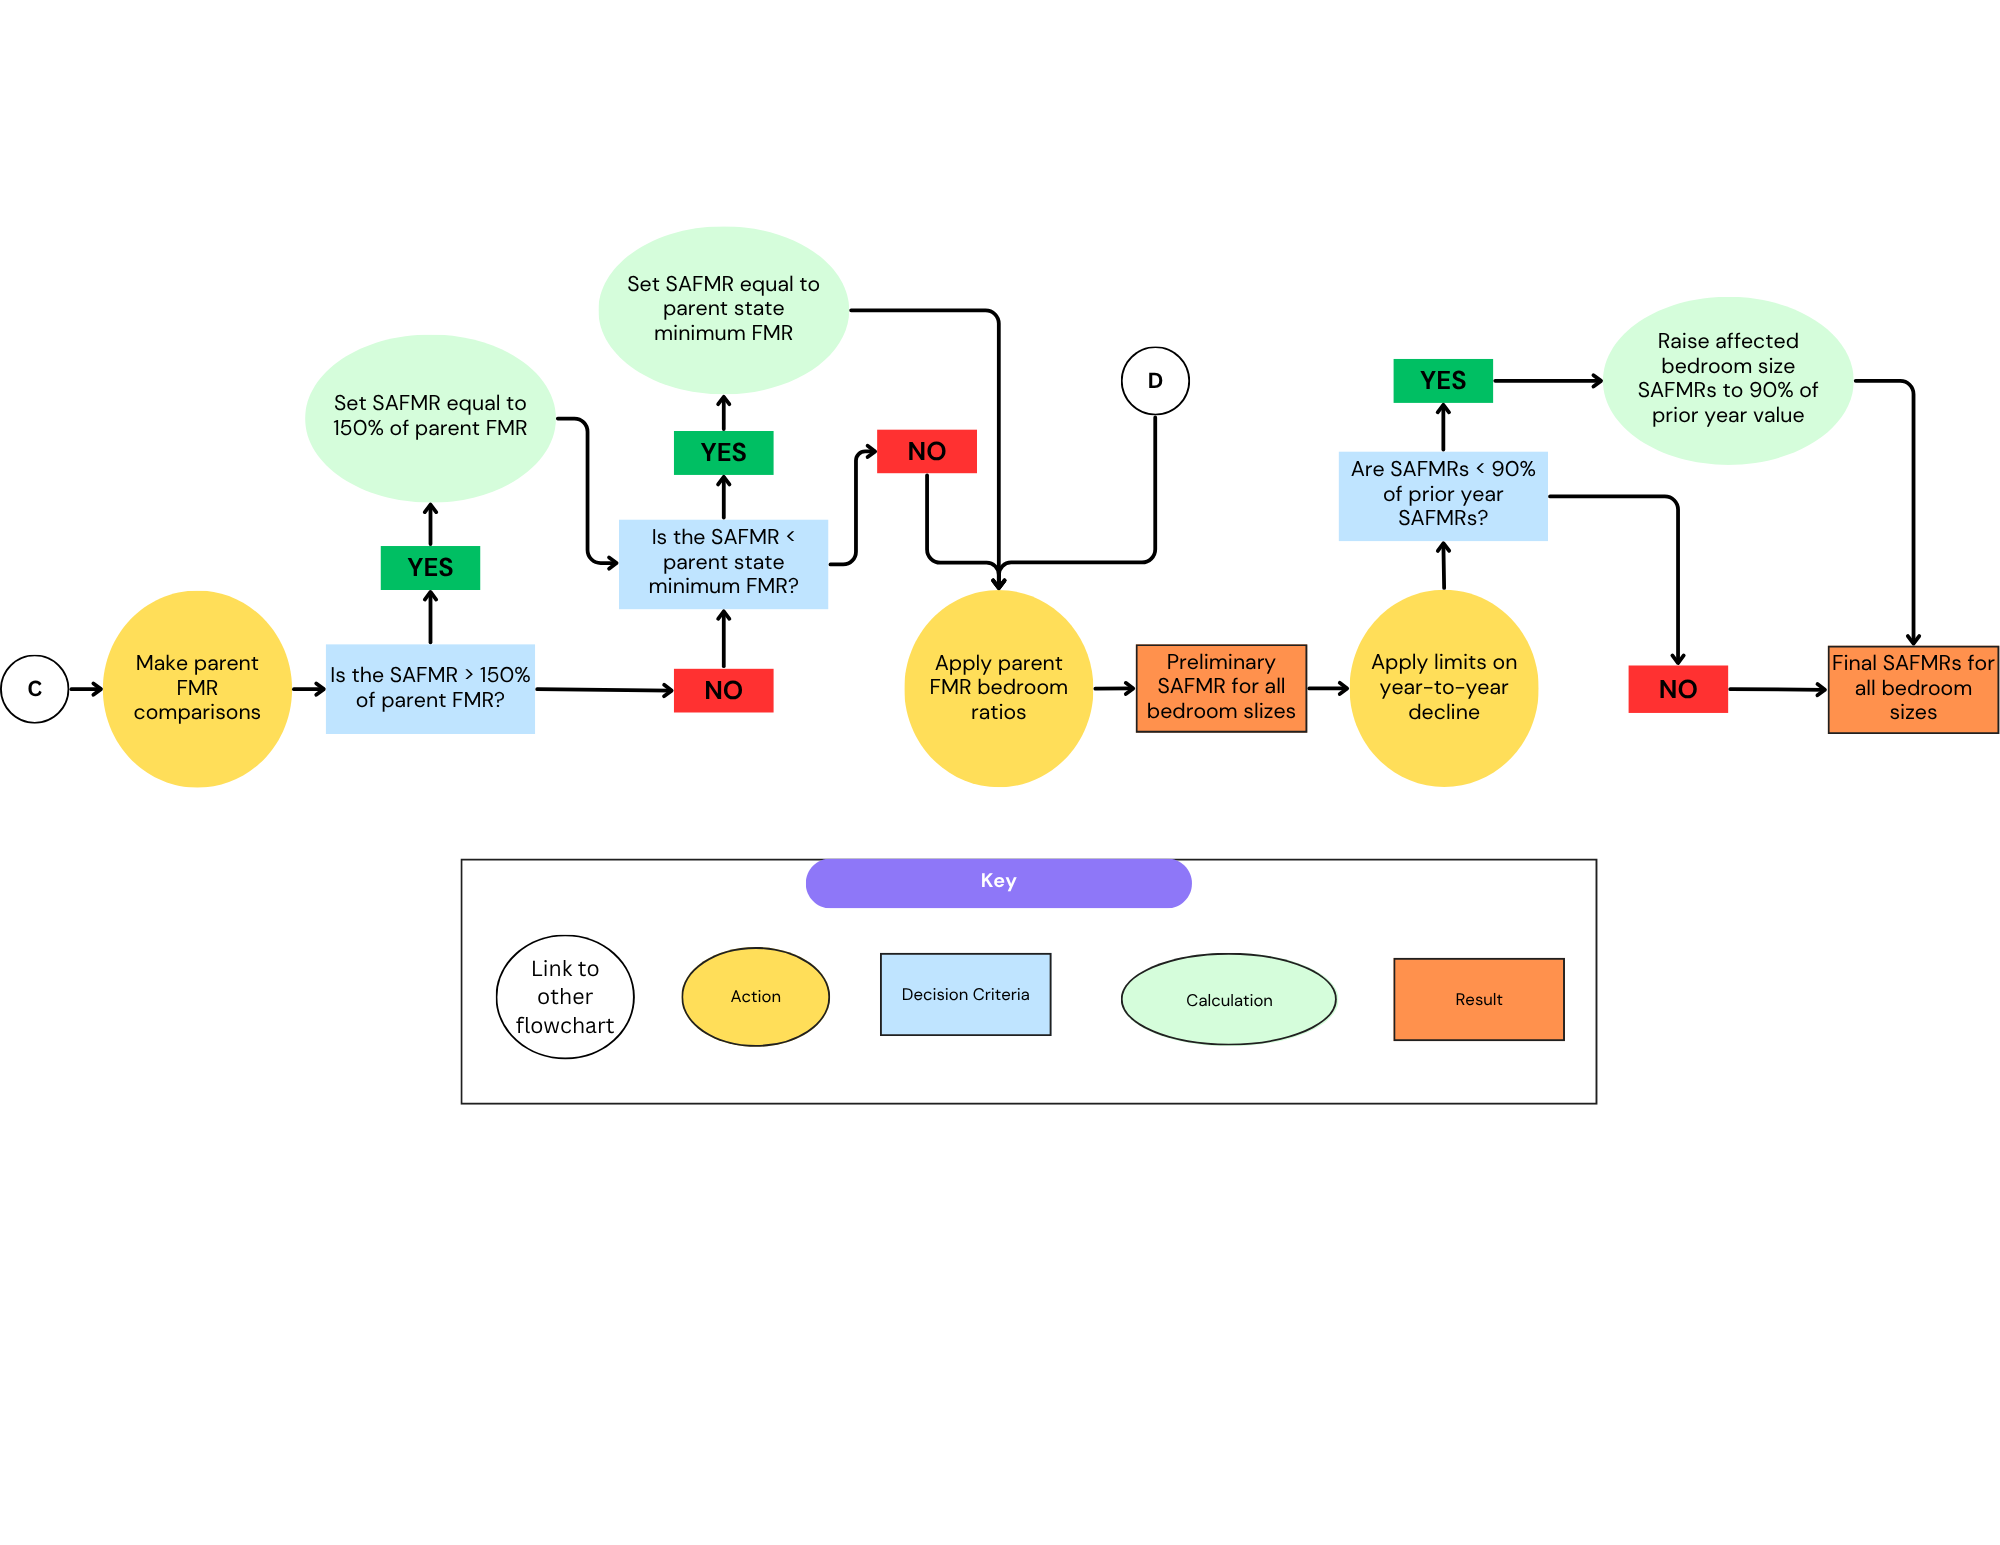 C
Make parent
FMR
comparisons
Is the SAFMR > 150%
of parent FMR?
YES
Set SAFMR equal to
150% of parent FMR
NO
Is the SAFMR <
parent state
minimum FMR?
YES
Set SAFMR equal to
parent state
minimum FMR
NO
D
Apply parent
FMR bedroom
ratios
Preliminary
SAFMR for all
bedroom slizes
Apply limits on
year-to-year
decline
Are SAFMRs < 90%
of prior year
SAFMRs?
YES
Raise affected
bedroom size
SAFMRs to 90% of
prior year value
NO
Final SAFMRs for
all bedroom
sizes
Key
Link to
other
flowchart
Action
Decision Criteria
Calculation
Result